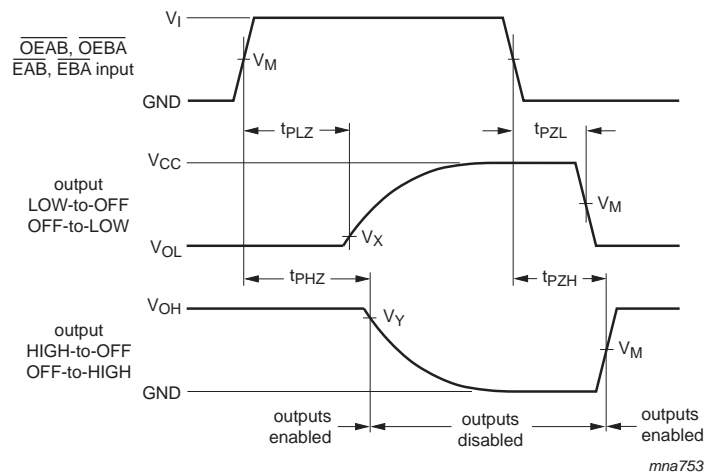 V_I
OEAB, OEBA
EAB, EBA input
V_M
GND
t_PLZ
t_PZL
V_CC
output
LOW-to-OFF
OFF-to-LOW
V_M
V_X
V_OL
t_PHZ
t_PZH
V_OH
V_Y
output
HIGH-to-OFF
OFF-to-HIGH
V_M
GND
outputs
enabled
outputs
disabled
outputs
enabled
mna753